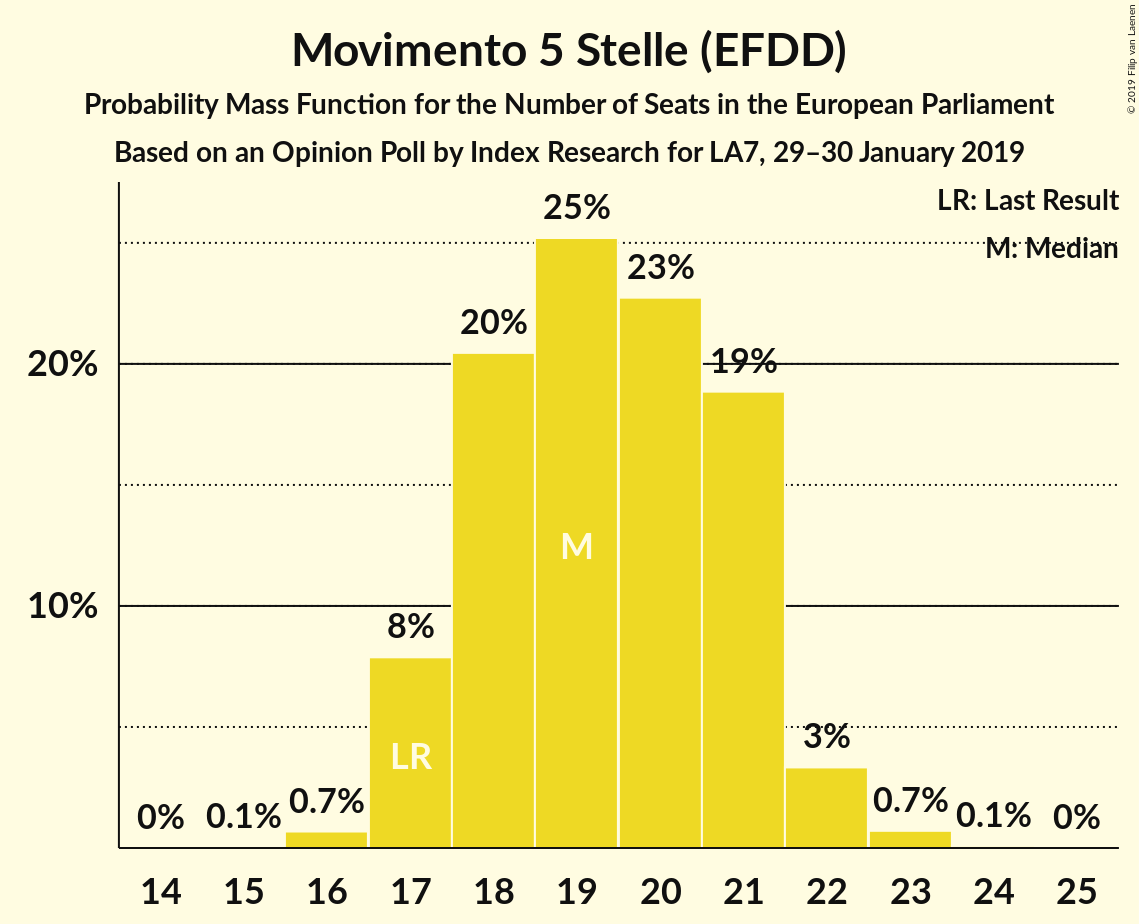 Movimento 5 Stelle (EFDD)
Probability Mass Function for the Number of Seats in the European Parliament
Based on an Opinion Poll by Index Research for LA7, 29–30 January 2019
© 2019 Filip van Laenen
LR: Last Result
M: Median
25%
23%
20%
20%
19%
M
10%
8%
LR
3%
0%
0.1%
0.7%
0.7%
0.1%
0%
14 15 16 17 18 19 20 21 22 23 24 25